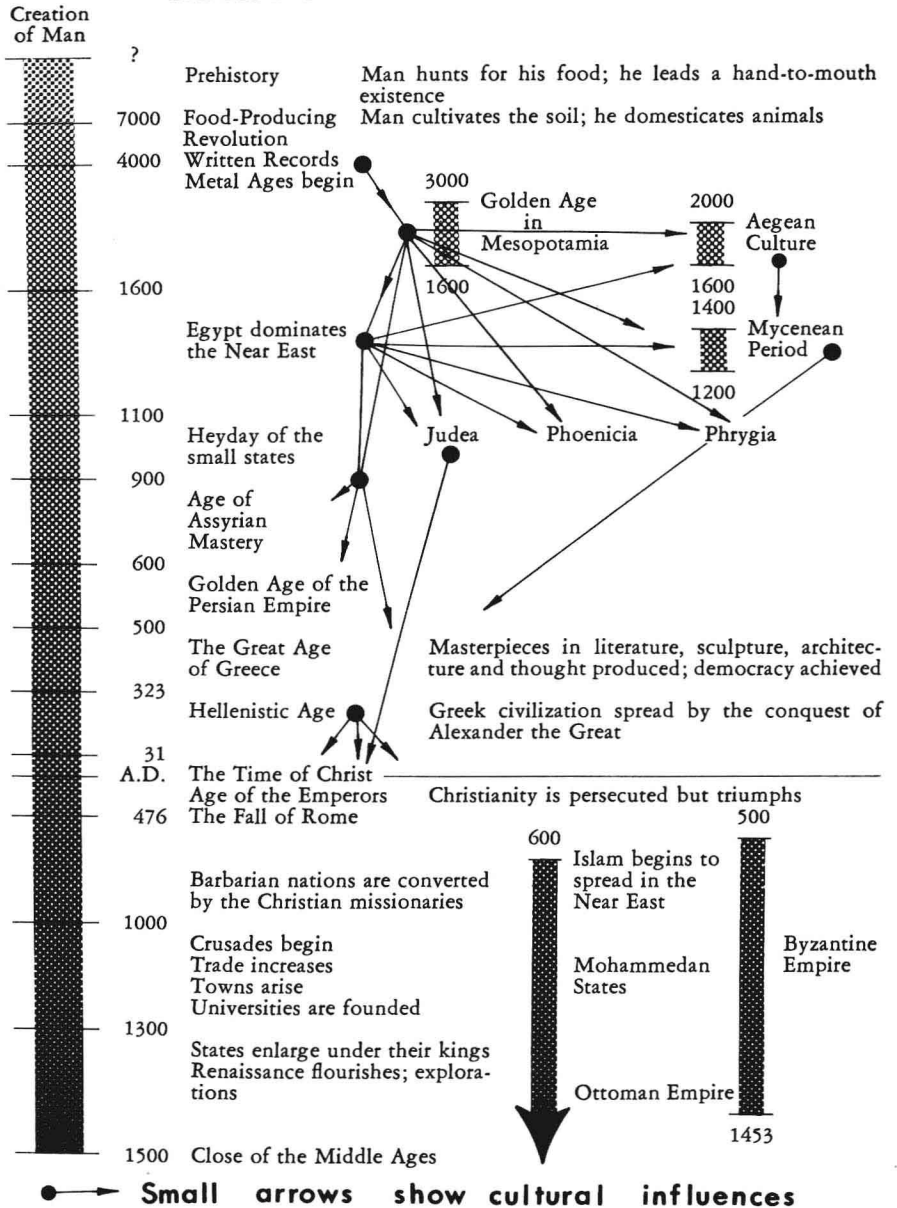 Creation
of Man
?
Prehistory Man hunts for his food; he leads a hand-to-mouth
existence
7000 Food-Producing Man cultivates the soil; he domesticates animals
Revolution
4000 Written Records
Metal Ages begin
3000
Golden Age
in
Mesopotamia
1600
2000
Aegean
Culture
1600
1400
Mycenean
Period
1200
1600
Egypt dominates
the Near East
1100
Heyday of the
small states
Judea Phoenicia Phrygia
900
Age of
Assyrian
Mastery
600
Golden Age of the
Persian Empire
500
The Great Age
of Greece
Masterpieces in literature, sculpture, architec-
ture and thought produced; democracy achieved
323
Hellenistic Age
Greek civilization spread by the conquest of
Alexander the Great
31
A.D. The Time of Christ
Age of the Emperors Christianity is persecuted but triumphs
476 The Fall of Rome
500
600
Islam begins to
spread in the
Near East
Barbarian nations are converted
by the Christian missionaries
1000
Crusades begin
Trade increases
Towns arise
Universities are founded
Mohammedan
States
Byzantine
Empire
1300
States enlarge under their kings
Renaissance flourishes; explora-
tions
Ottoman Empire
1453
1500 Close of the Middle Ages
Small arrows show cultural influences